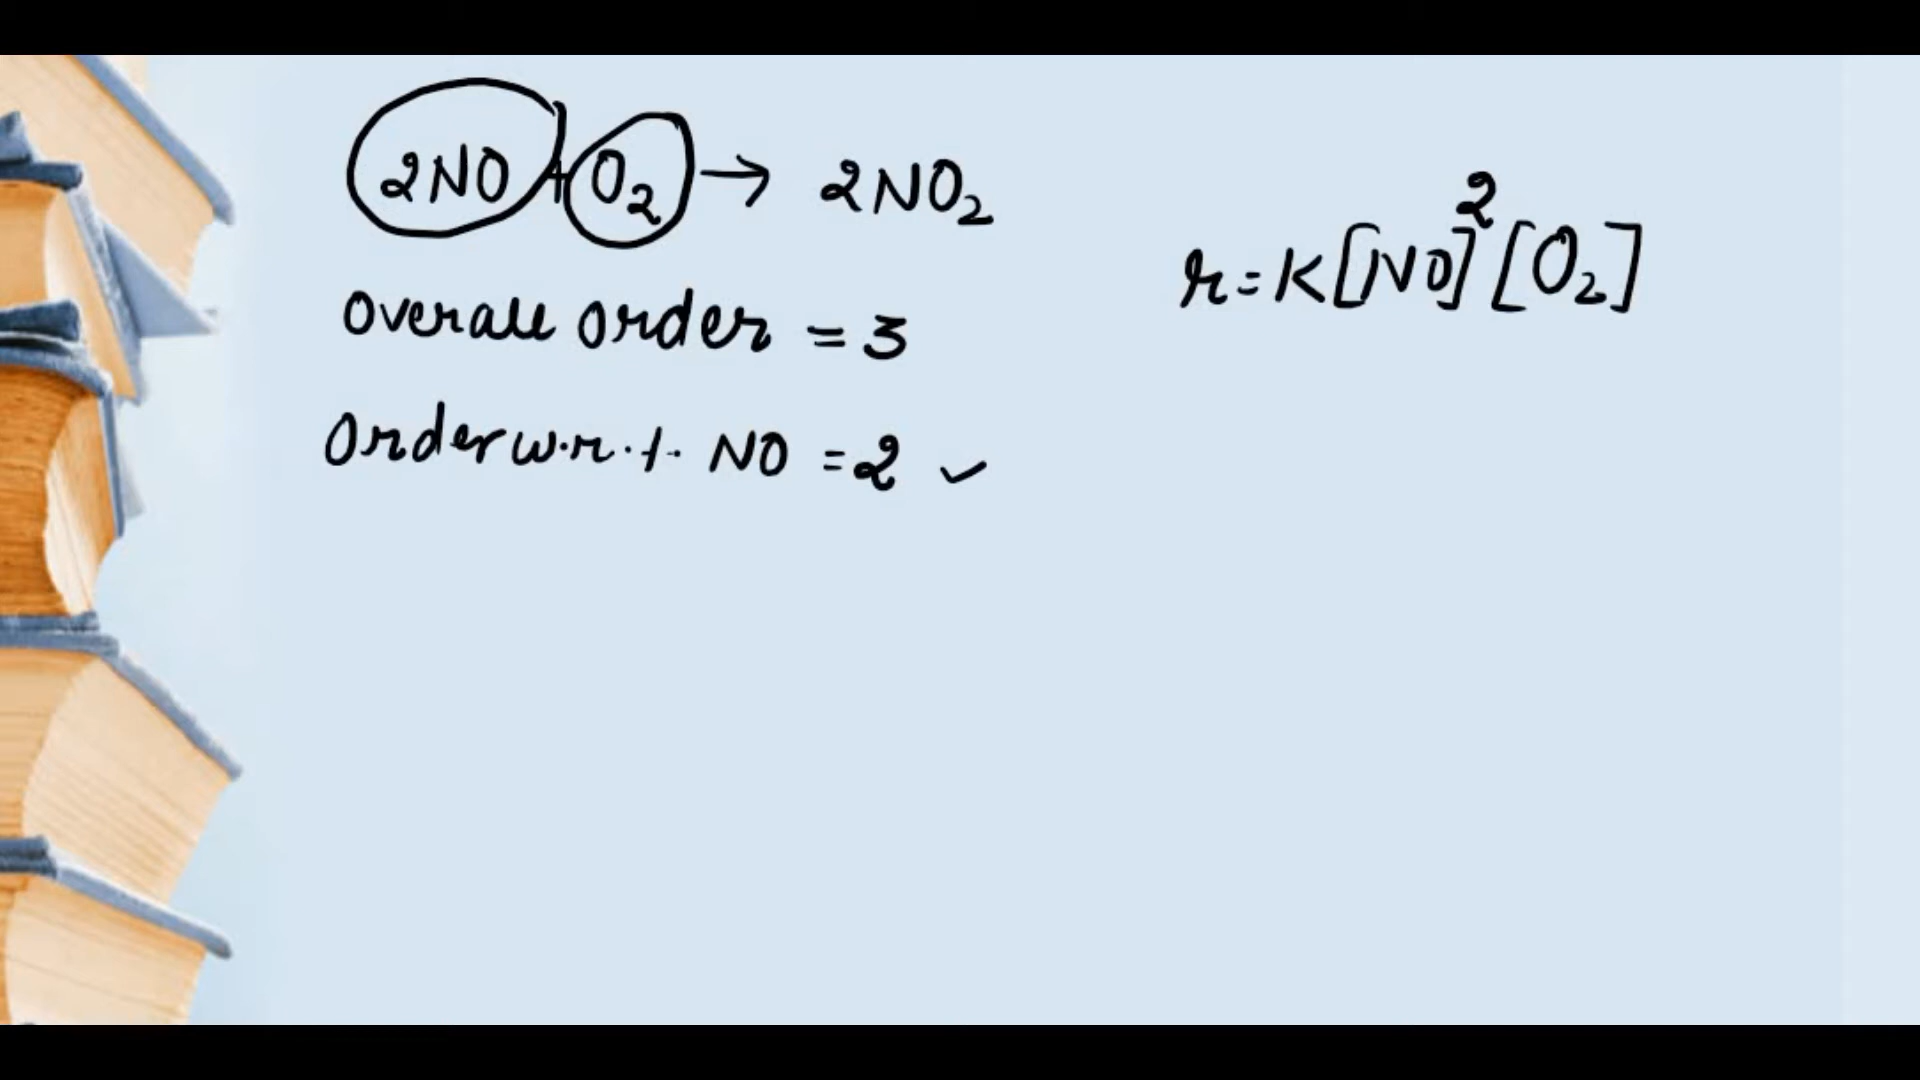 2NO + O₂ → 2NO₂
r = K[NO]²[O₂]
Overall order = 3
Order w.r.t. NO = 2 ✓